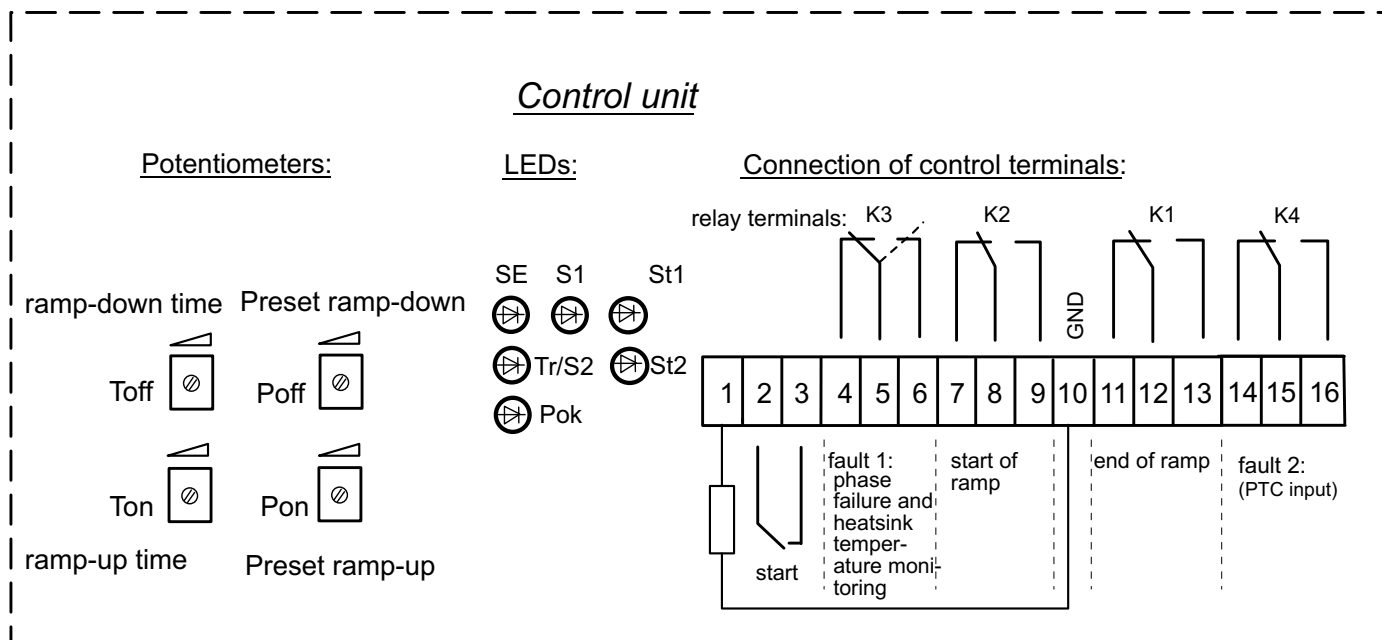 Control unit
Potentiometers:
LEDs:
Connection of control terminals:
relay terminals:
K3
K2
K1
K4
GND
SE
S1
St1
Tr/S2
St2
Pok
ramp-down time
Preset ramp-down
Toff
Poff
Ton
Pon
ramp-up time
Preset ramp-up
1 2 3 4 5 6 7 8 9 10 11 12 13 14 15 16
start
fault 1:
phase
failure and
heatsink
temper-
ature moni-
toring
start of
ramp
end of ramp
fault 2:
(PTC input)